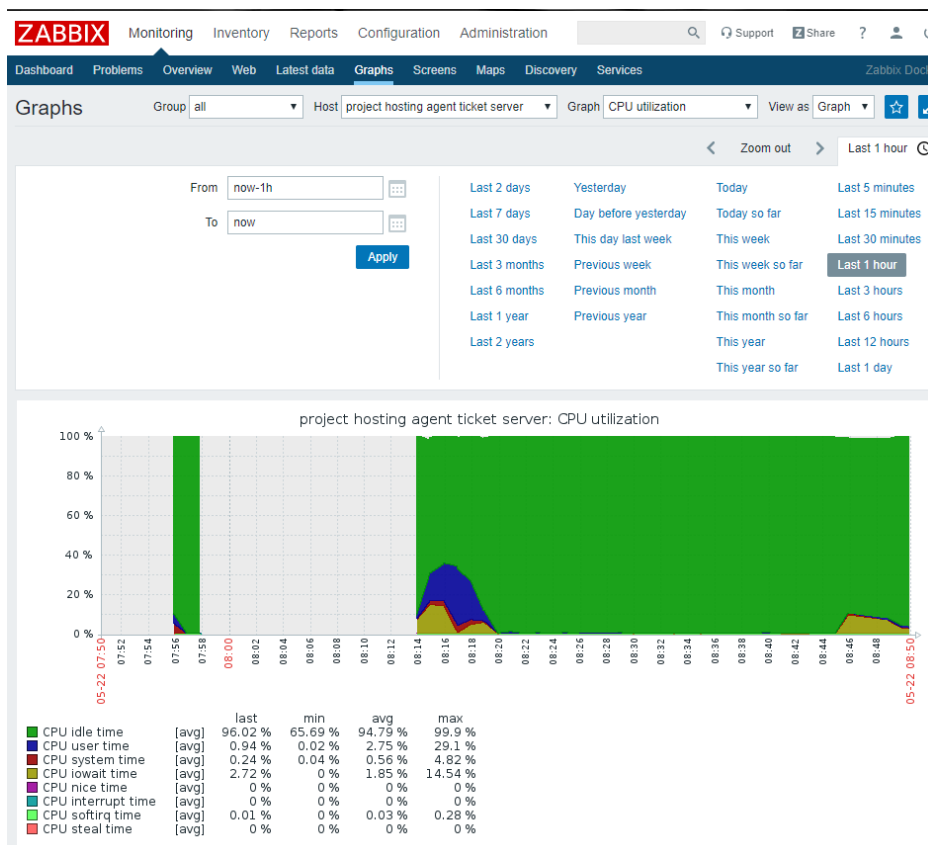 ZABBIX Monitoring Inventory Reports Configuration Administration Support Z Share ?
Dashboard Problems Overview Web Latest data Graphs Screens Maps Discovery Services Zabbix Dock
Graphs Group all Host project hosting agent ticket server Graph CPU utilization View as Graph
Zoom out Last 1 hour
From now-1h Last 2 days Yesterday Today Last 5 minutes
To now Last 7 days Day before yesterday Today so far Last 15 minutes
Last 30 days This day last week This week Last 30 minutes
Apply Last 3 months Previous week This week so far Last 1 hour
Last 6 months Previous month This month Last 3 hours
Last 1 year Previous year This month so far Last 6 hours
Last 2 years This year Last 12 hours
This year so far Last 1 day
project hosting agent ticket server: CPU utilization
100 %
80 %
60 %
40 %
20 %
0 %
05-22 07:50 07:52 07:54 07:56 07:58 08:00 08:02 08:04 08:06 08:08 08:10 08:12 08:14 08:16 08:18 08:20 08:22 08:24 08:26 08:28 08:30 08:32 08:34 08:36 08:38 08:40 08:42 08:44 08:46 08:48 05-22 08:50
last min avg max
CPU idle time [avg] 96.02 % 65.69 % 94.79 % 99.9 %
CPU user time [avg] 0.94 % 0.02 % 2.75 % 29.1 %
CPU system time [avg] 0.24 % 0.04 % 0.56 % 4.82 %
CPU iowait time [avg] 2.72 % 0 % 1.85 % 14.54 %
CPU nice time [avg] 0 % 0 % 0 % 0 %
CPU interrupt time [avg] 0 % 0 % 0 % 0 %
CPU softirq time [avg] 0.01 % 0 % 0.03 % 0.28 %
CPU steal time [avg] 0 % 0 % 0 % 0 %